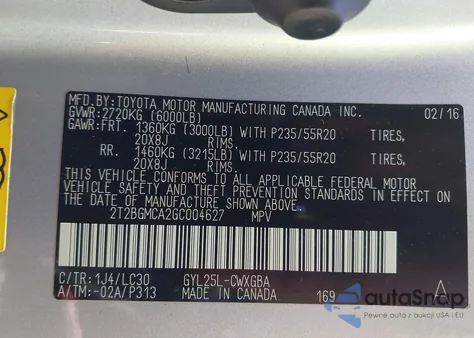 MFD.BY:TOYOTA MOTOR MANUFACTURING CANADA INC.
GVWR:2720KG (6000LB) 02/16
GAWR:FRT. 1360KG (3000LB) WITH P235/55R20 TIRES,
20X8J RIMS.
RR. 1460KG (3215LB) WITH P235/55R20 TIRES,
20X8J RIMS.
THIS VEHICLE CONFORMS TO ALL APPLICABLE FEDERAL MOTOR
VEHICLE SAFETY AND THEFT PREVENTION STANDARDS IN EFFECT ON
THE DATE OF MANUFACTURE SHOWN ABOVE.
2T2BGMCA2GC004627 MPV
C/TR:1J4/LC30 GYL25L-CWXGBA
A/TM:-02A/P313 MADE IN CANADA 169 A
autoSnap
Pewne auta z USA i EU